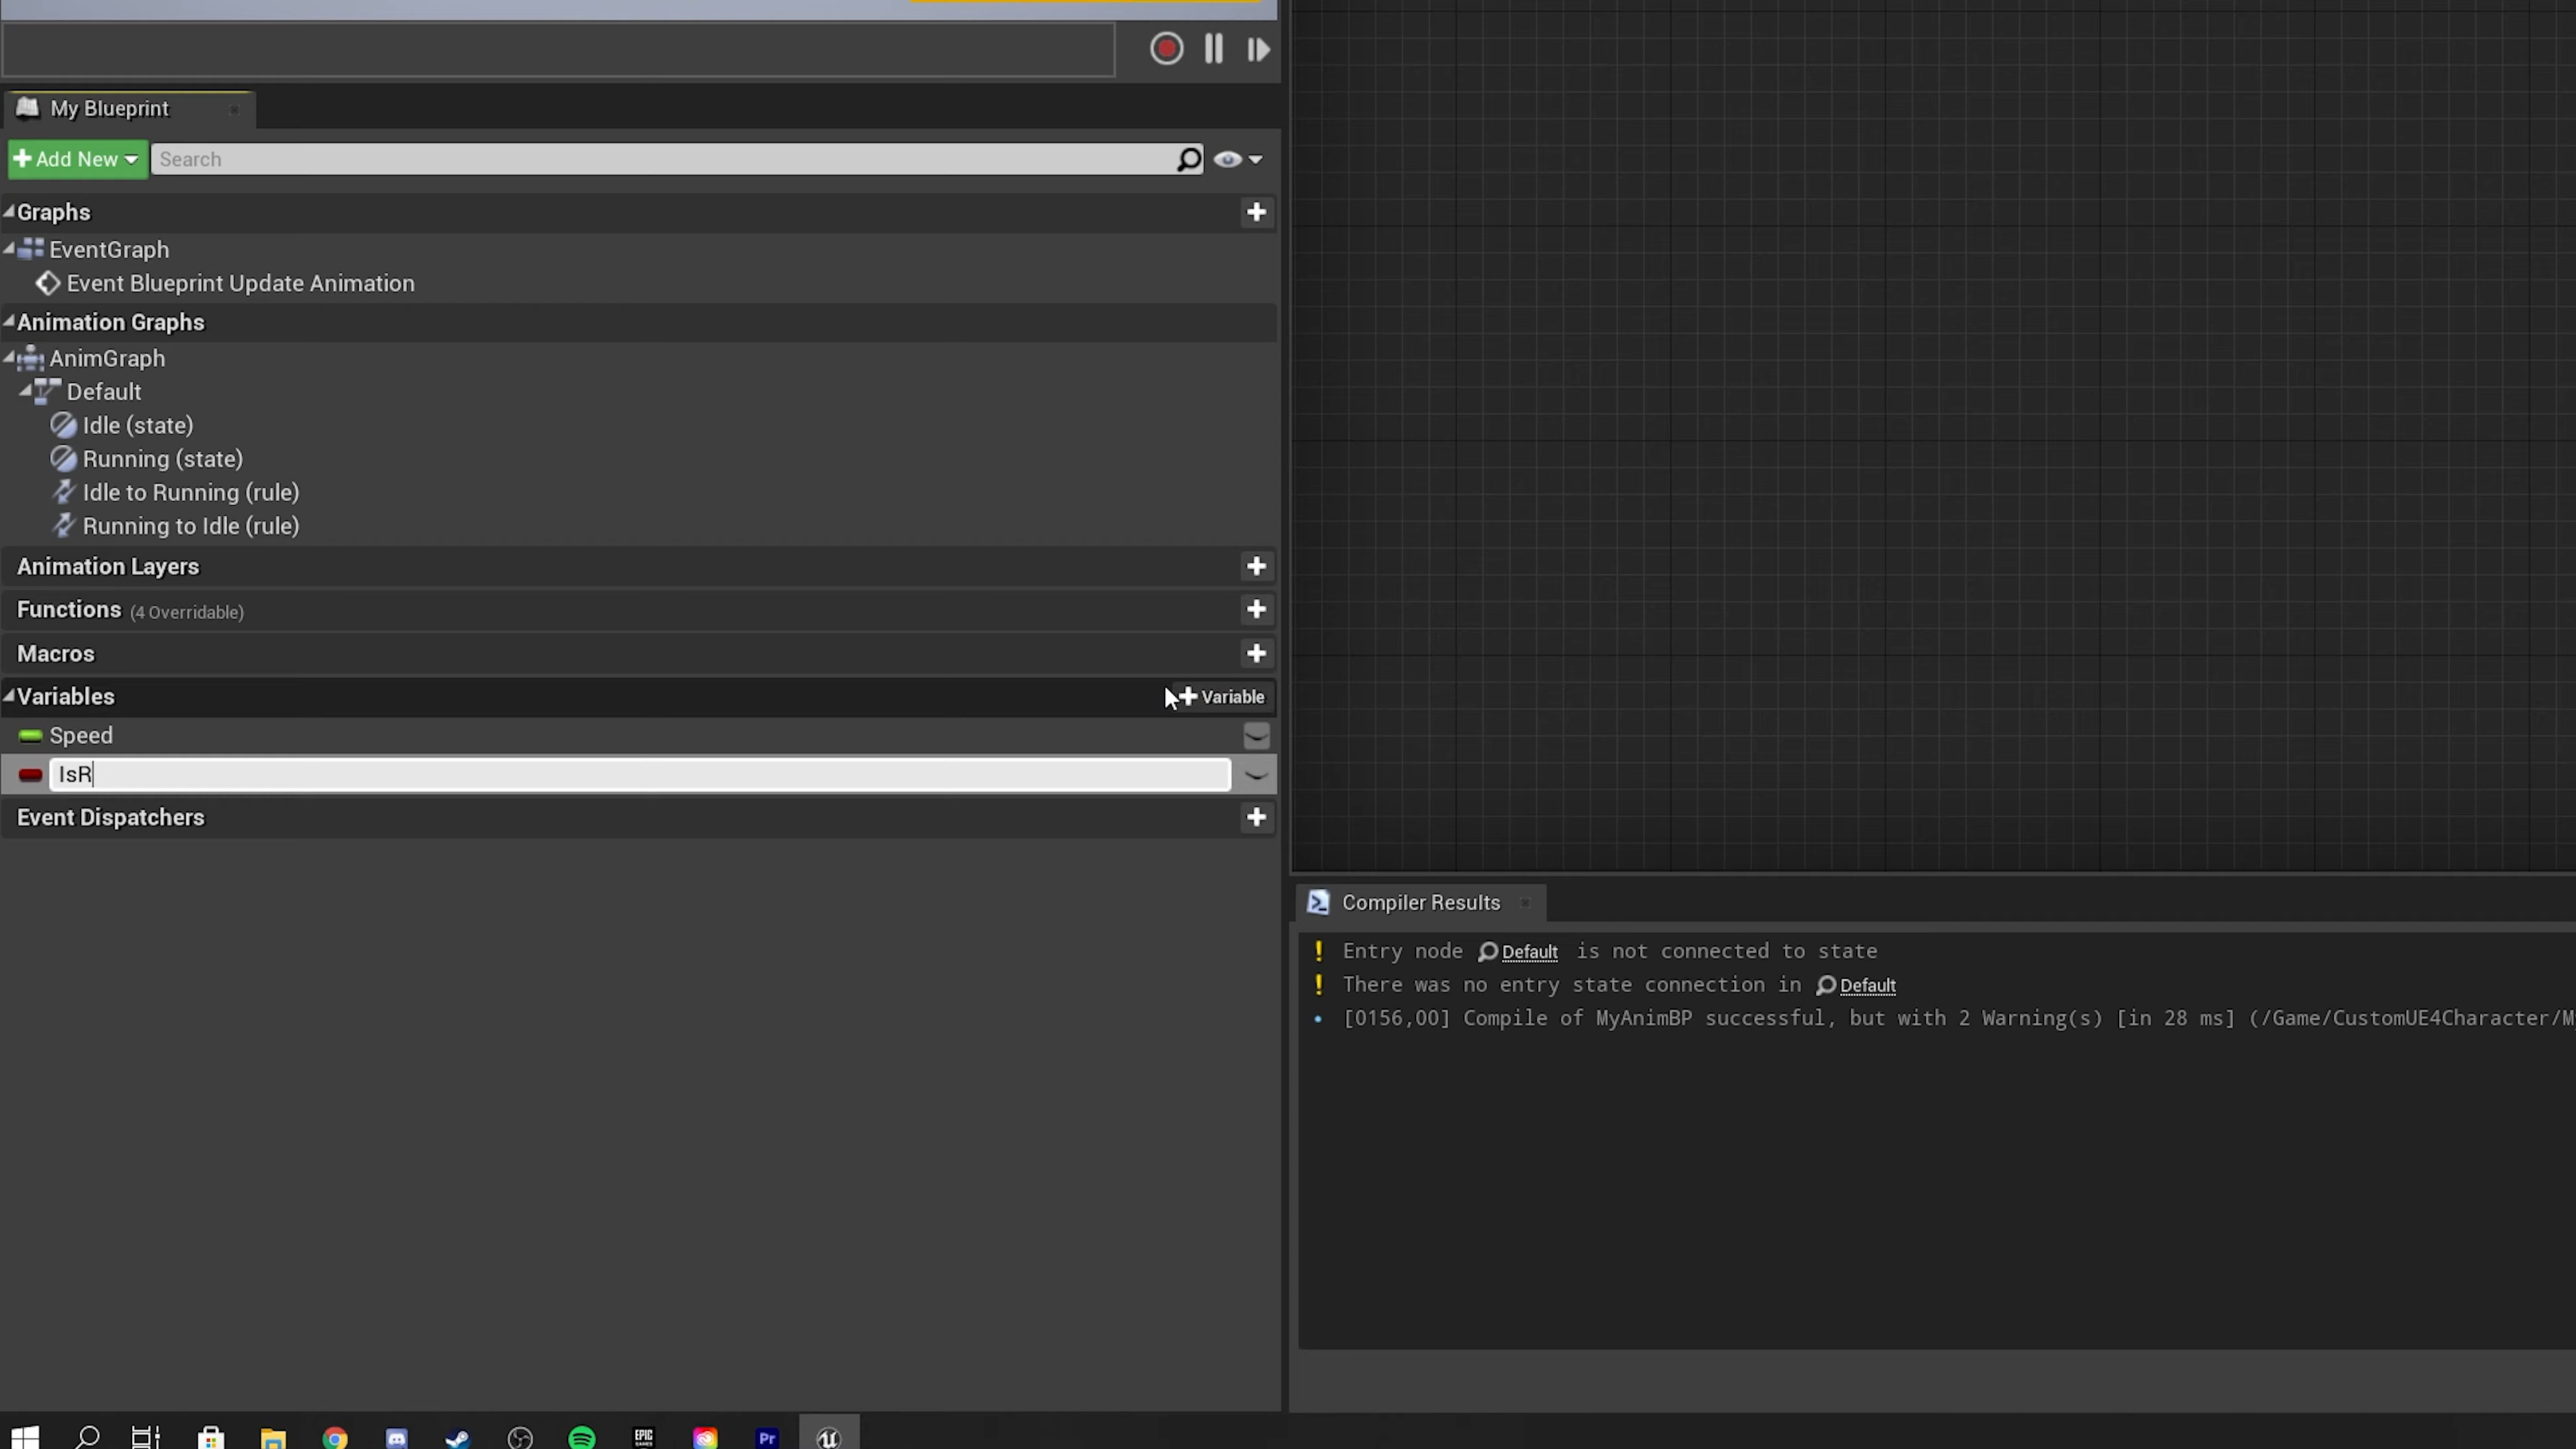 My Blueprint
Add New
Search
Graphs
EventGraph
Event Blueprint Update Animation
Animation Graphs
AnimGraph
Default
Idle (state)
Running (state)
Idle to Running (rule)
Running to Idle (rule)
Animation Layers
Functions (4 Overridable)
Macros
Variables
Variable
Speed
IsR
Event Dispatchers
Compiler Results
Entry node Default is not connected to state
There was no entry state connection in Default
[0156,00] Compile of MyAnimBP successful, but with 2 Warning(s) [in 28 ms] (/Game/CustomUE4Character/M
EPIC GAMES
Pr